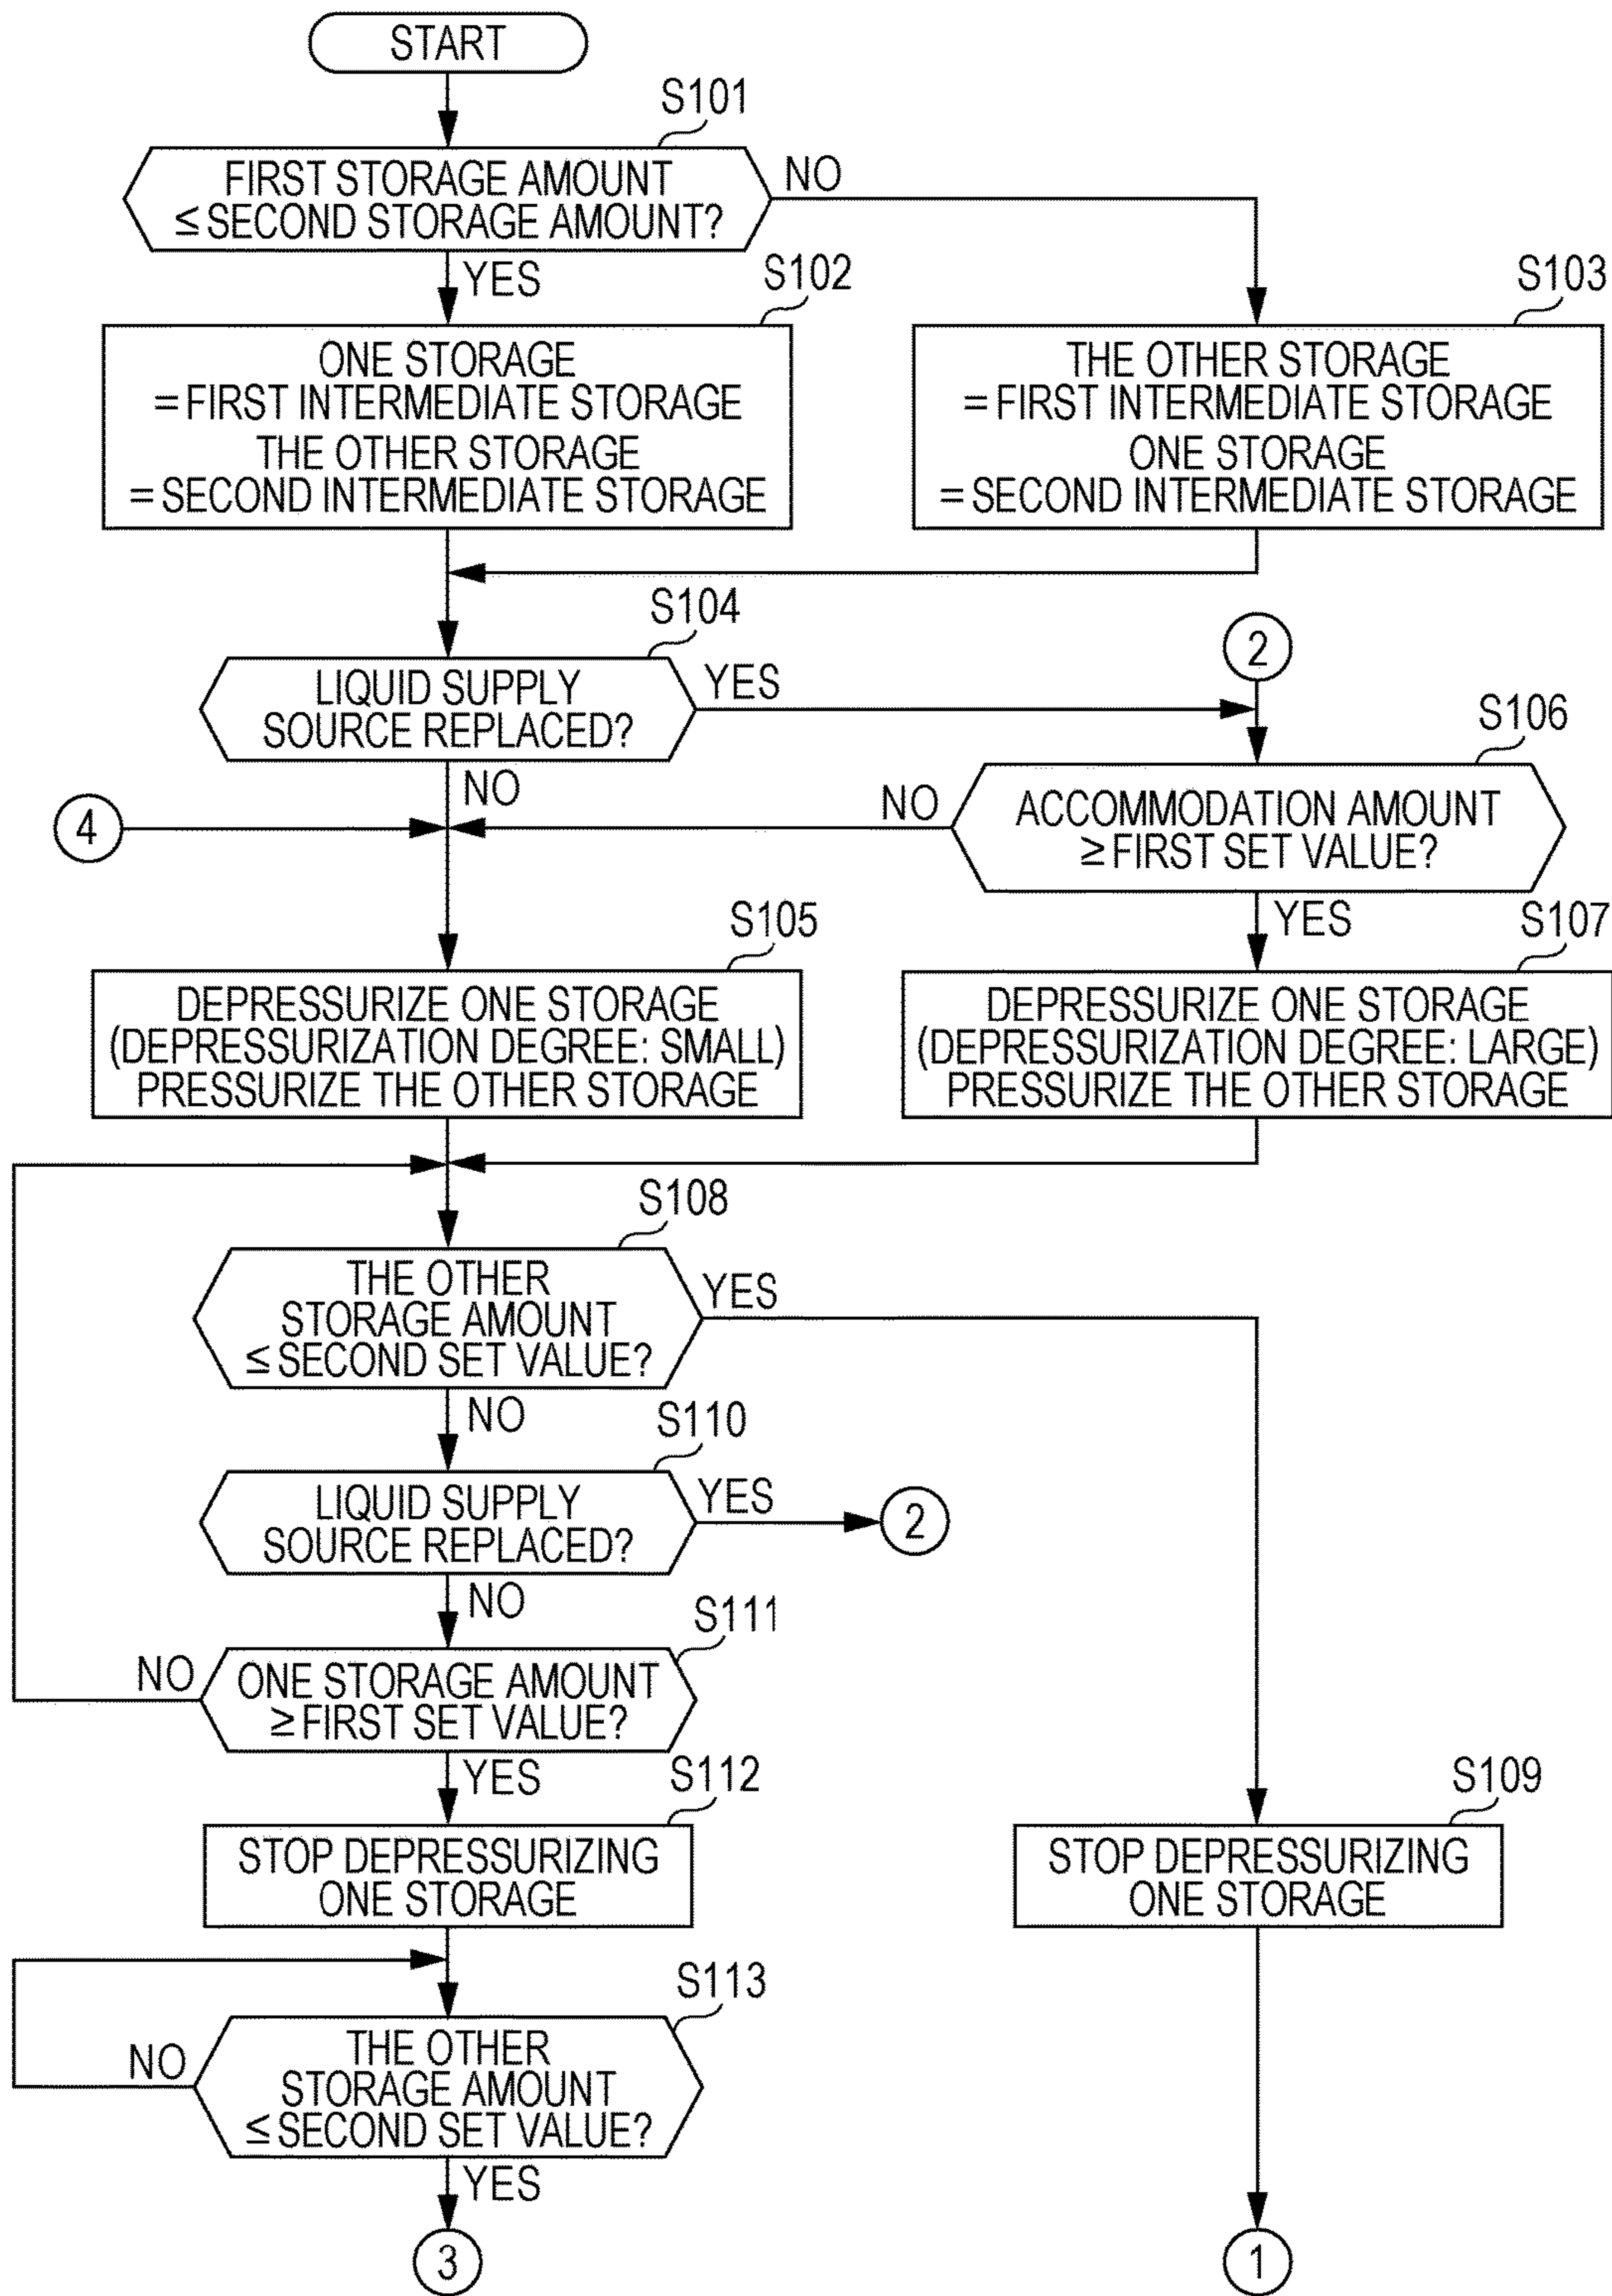 START
S101
FIRST STORAGE AMOUNT
≤ SECOND STORAGE AMOUNT?
NO
YES
S102
ONE STORAGE
= FIRST INTERMEDIATE STORAGE
THE OTHER STORAGE
= SECOND INTERMEDIATE STORAGE
S103
THE OTHER STORAGE
= FIRST INTERMEDIATE STORAGE
ONE STORAGE
= SECOND INTERMEDIATE STORAGE
S104
LIQUID SUPPLY
SOURCE REPLACED?
YES
NO
2
S106
ACCOMMODATION AMOUNT
≥ FIRST SET VALUE?
NO
YES
4
S105
DEPRESSURIZE ONE STORAGE
(DEPRESSURIZATION DEGREE: SMALL)
PRESSURIZE THE OTHER STORAGE
S107
DEPRESSURIZE ONE STORAGE
(DEPRESSURIZATION DEGREE: LARGE)
PRESSURIZE THE OTHER STORAGE
S108
THE OTHER
STORAGE AMOUNT
≤ SECOND SET VALUE?
YES
NO
S110
LIQUID SUPPLY
SOURCE REPLACED?
YES
2
NO
S111
ONE STORAGE AMOUNT
≥ FIRST SET VALUE?
NO
YES
S112
STOP DEPRESSURIZING
ONE STORAGE
S109
STOP DEPRESSURIZING
ONE STORAGE
S113
THE OTHER
STORAGE AMOUNT
≤ SECOND SET VALUE?
NO
YES
3
1